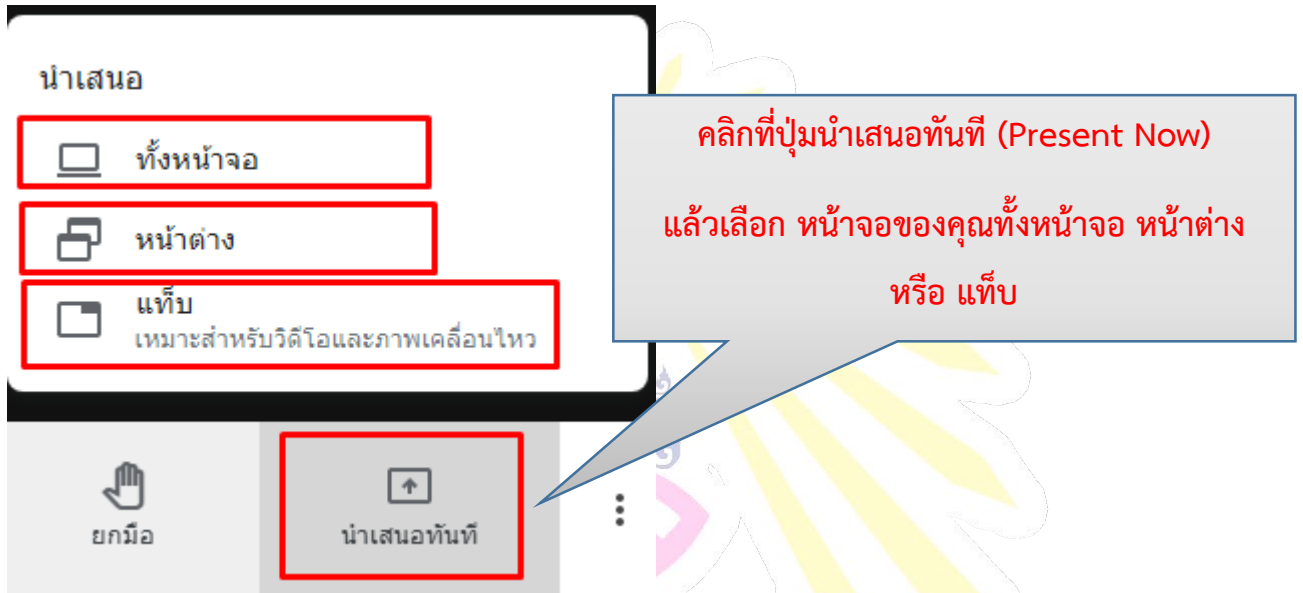 นำเสนอ
ทั้งหน้าจอ
หน้าต่าง
แท็บ
เหมาะสำหรับวิดีโอและภาพเคลื่อนไหว
คลิกที่ปุ่มนำเสนอทันที (Present Now)
แล้วเลือก หน้าจอของคุณทั้งหน้าจอ หน้าต่าง
หรือ แท็บ
ยกมือ
นำเสนอทันที